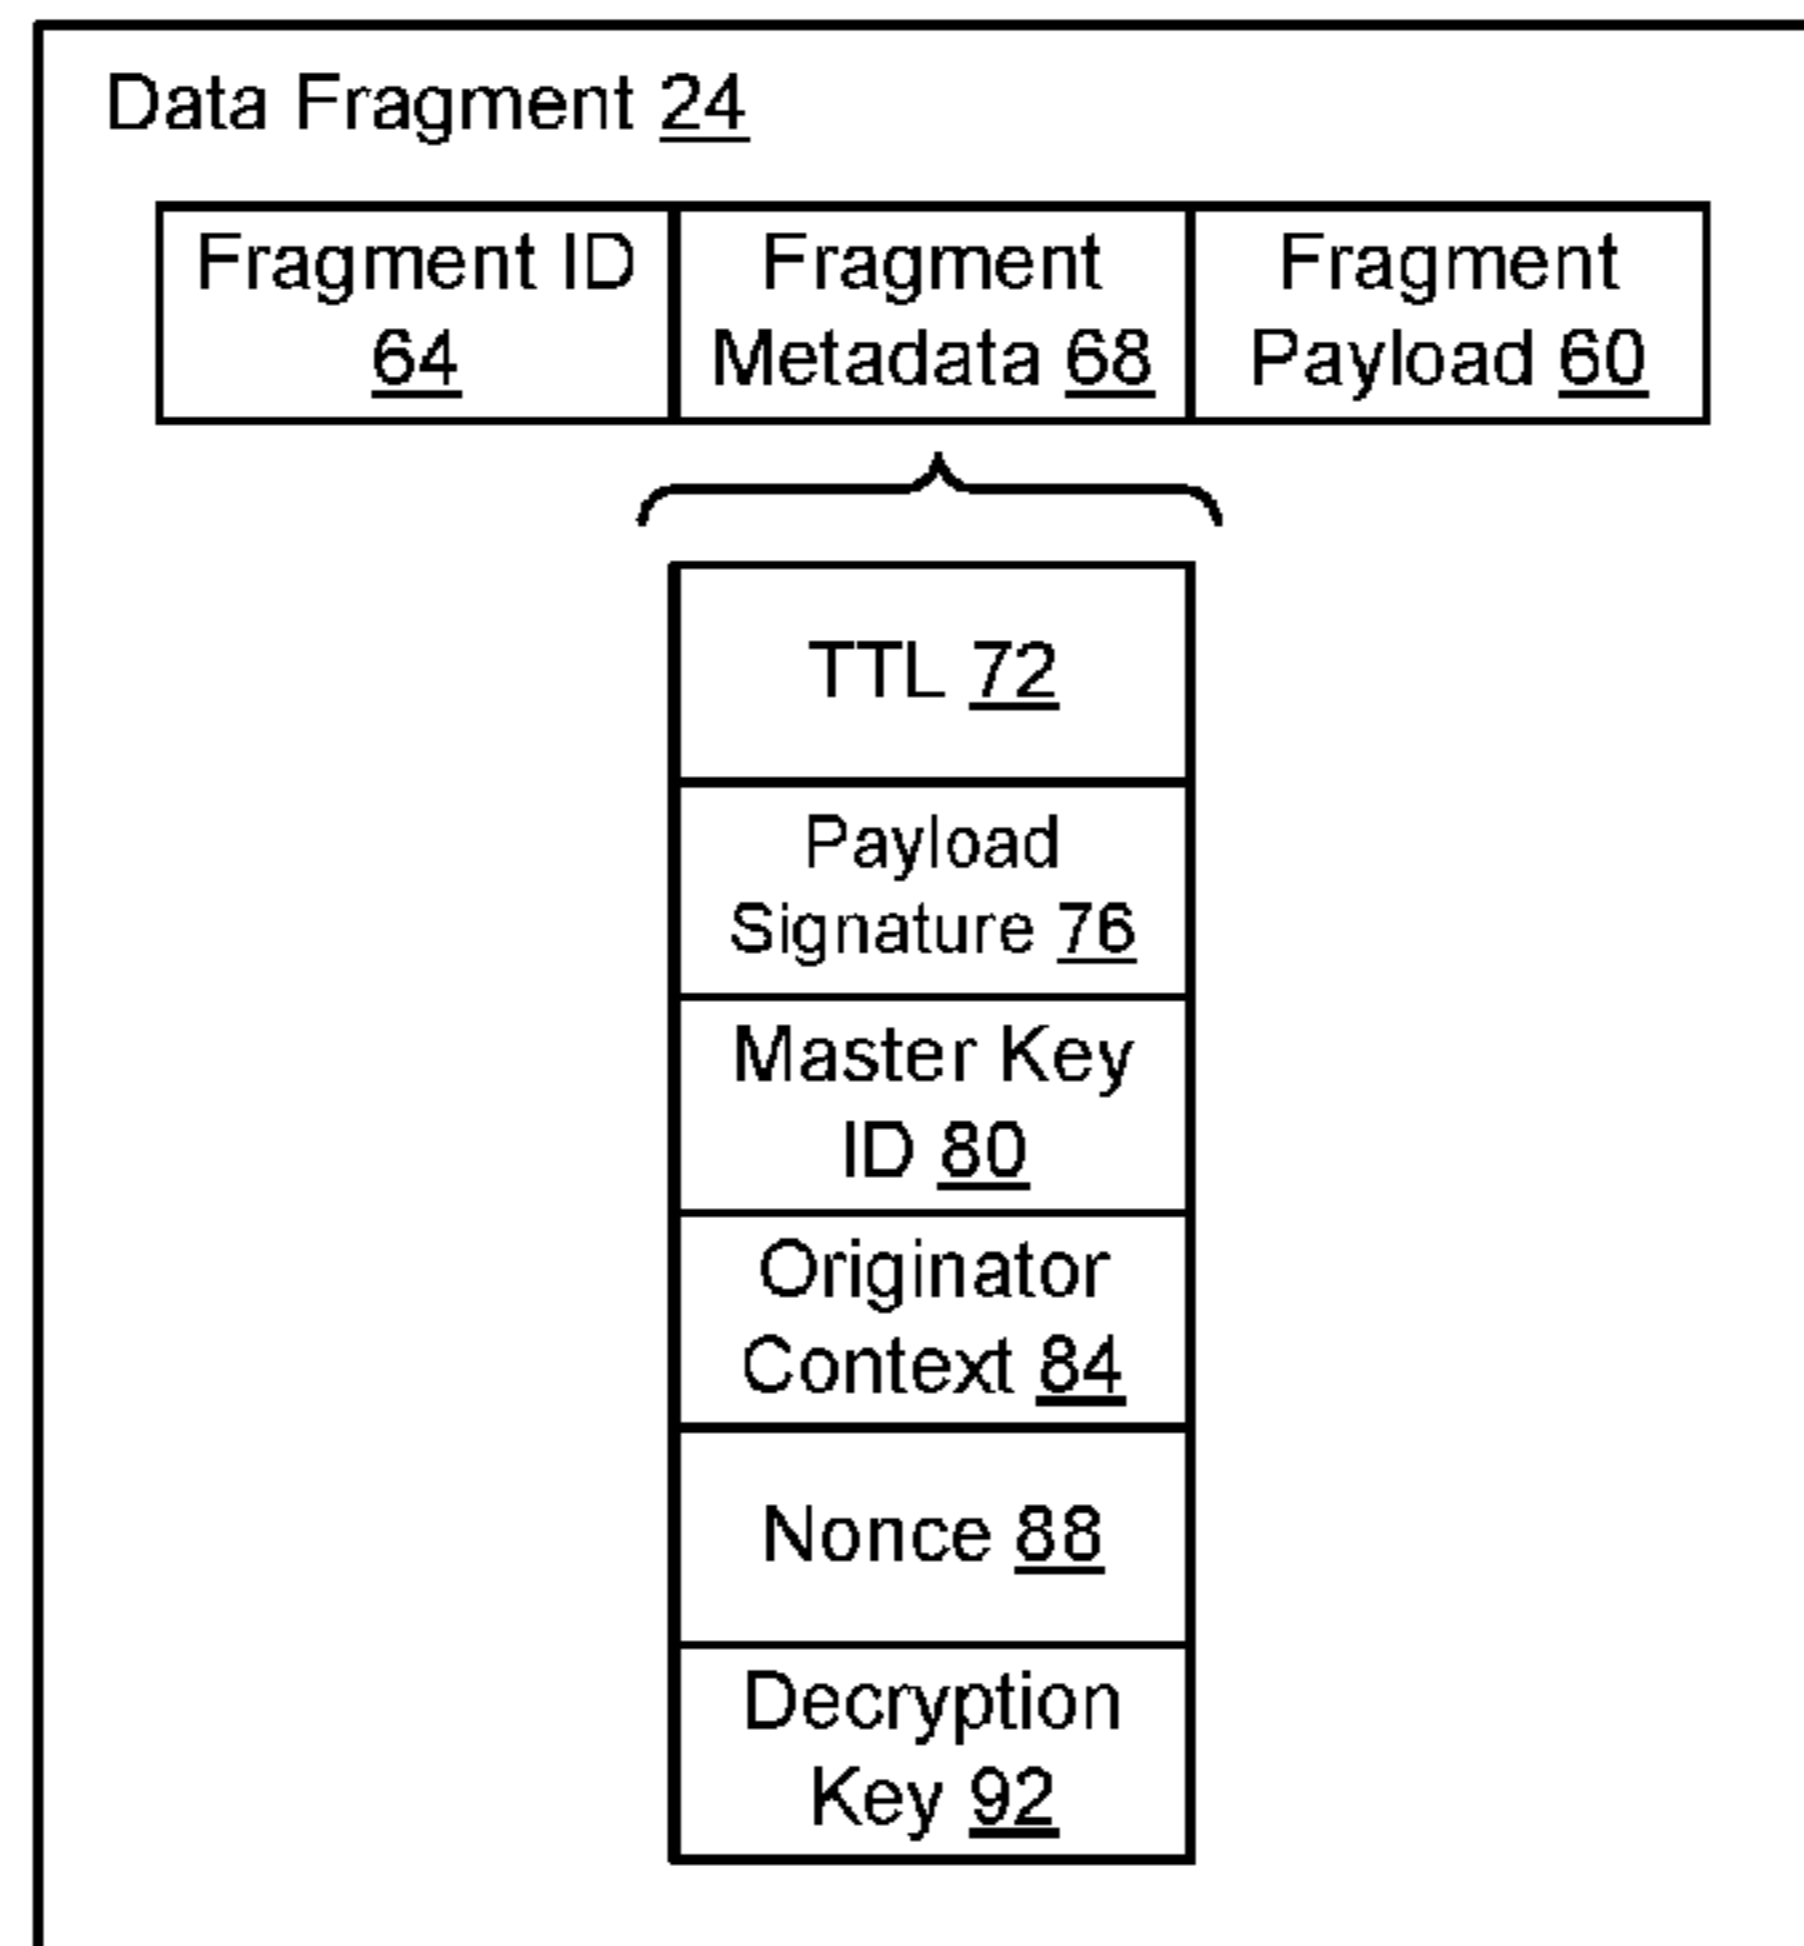 Data Fragment 24
Fragment ID
64
Fragment
Metadata 68
Fragment
Payload 60
TTL 72
Payload
Signature 76
Master Key
ID 80
Originator
Context 84
Nonce 88
Decryption
Key 92